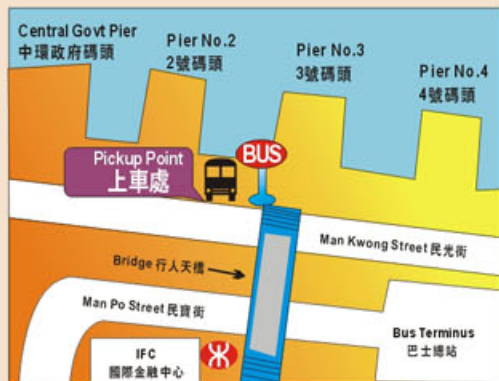 Central Govt Pier
中環政府碼頭
Pier No.2
2號碼頭
Pier No.3
3號碼頭
Pier No.4
4號碼頭
Pickup Point
上車處
BUS
Man Kwong Street 民光街
Bridge 行人天橋
Man Po Street 民寶街
IFC
國際金融中心
Bus Terminus
巴士總站